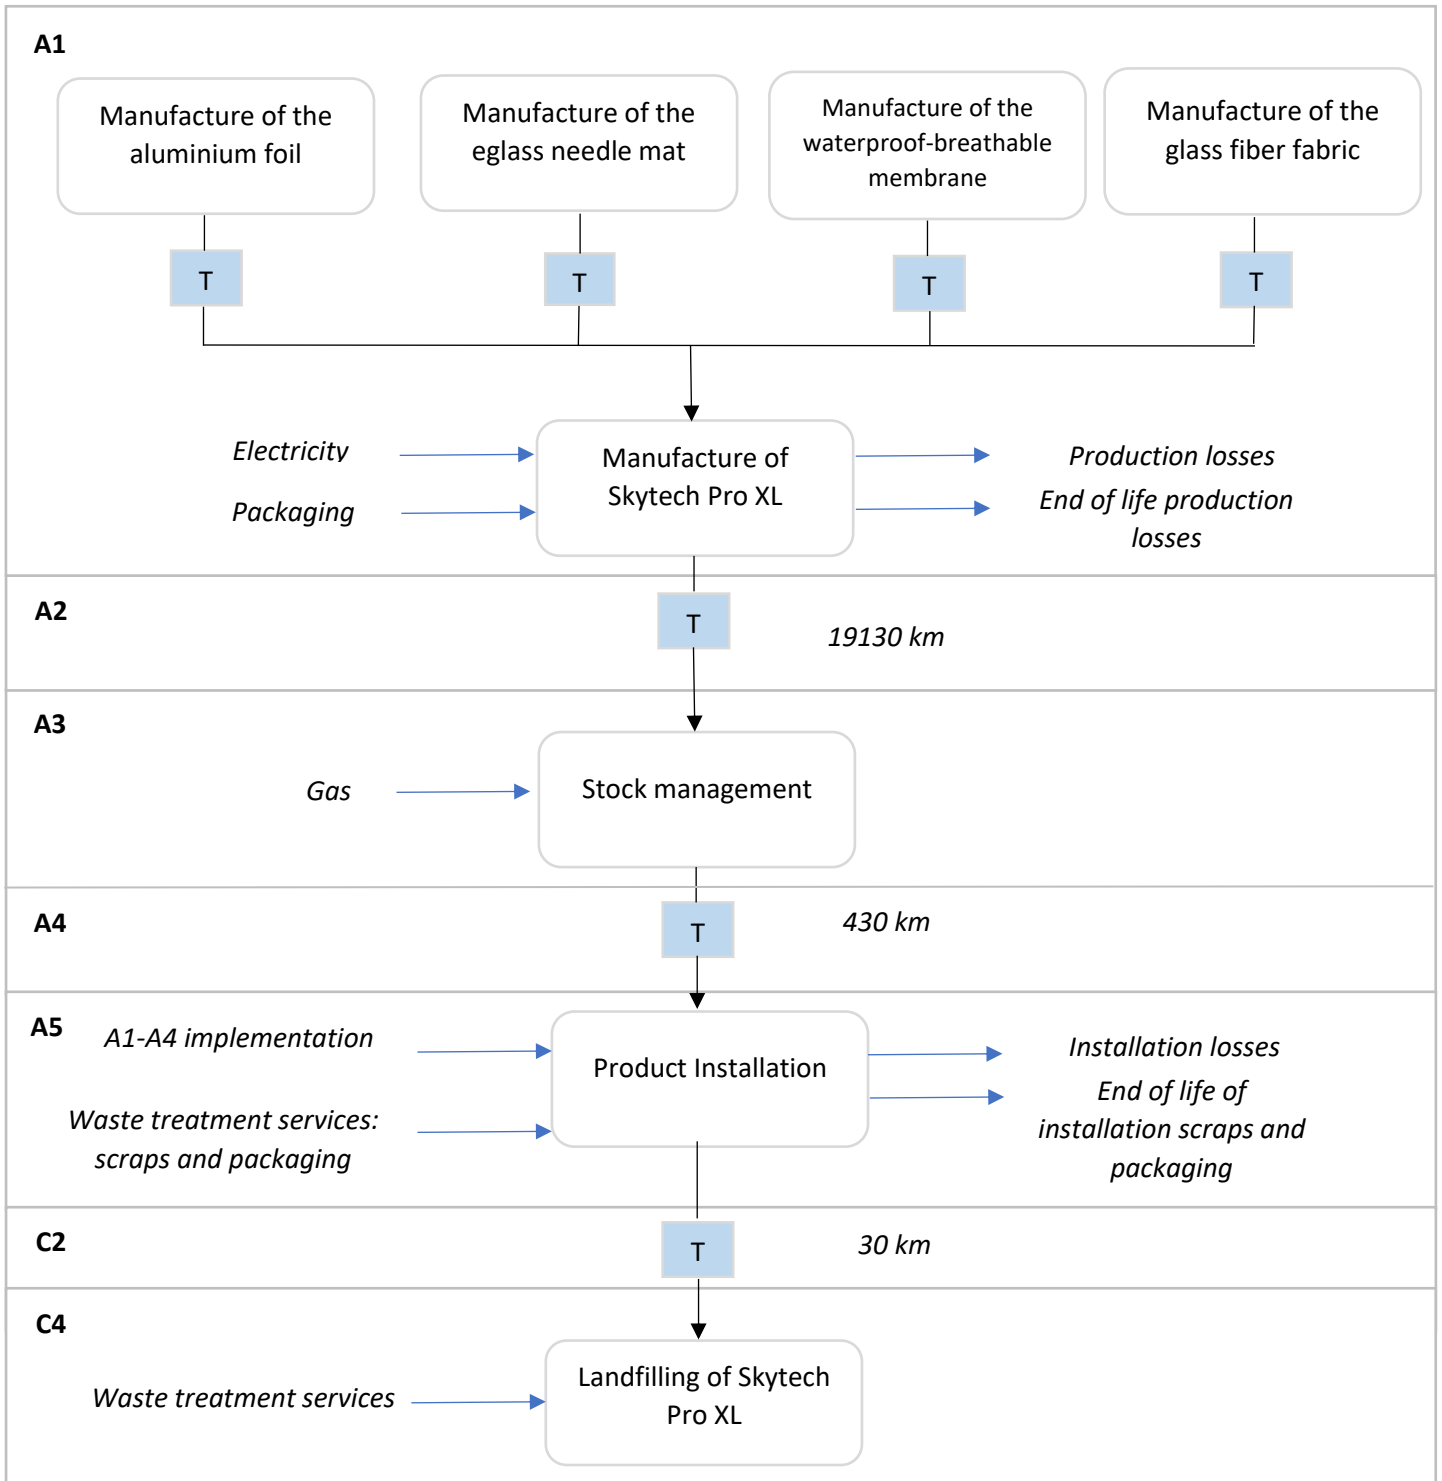 A1
Manufacture of the
aluminium foil
Manufacture of the
eglass needle mat
Manufacture of the
waterproof-breathable
membrane
Manufacture of the
glass fiber fabric
T
T
T
T
Electricity
Packaging
Manufacture of
Skytech Pro XL
Production losses
End of life production
losses
A2
T
19130 km
A3
Gas
Stock management
A4
T
430 km
A5
A1-A4 implementation
Waste treatment services:
scraps and packaging
Product Installation
Installation losses
End of life of
installation scraps and
packaging
C2
T
30 km
C4
Waste treatment services
Landfilling of Skytech
Pro XL